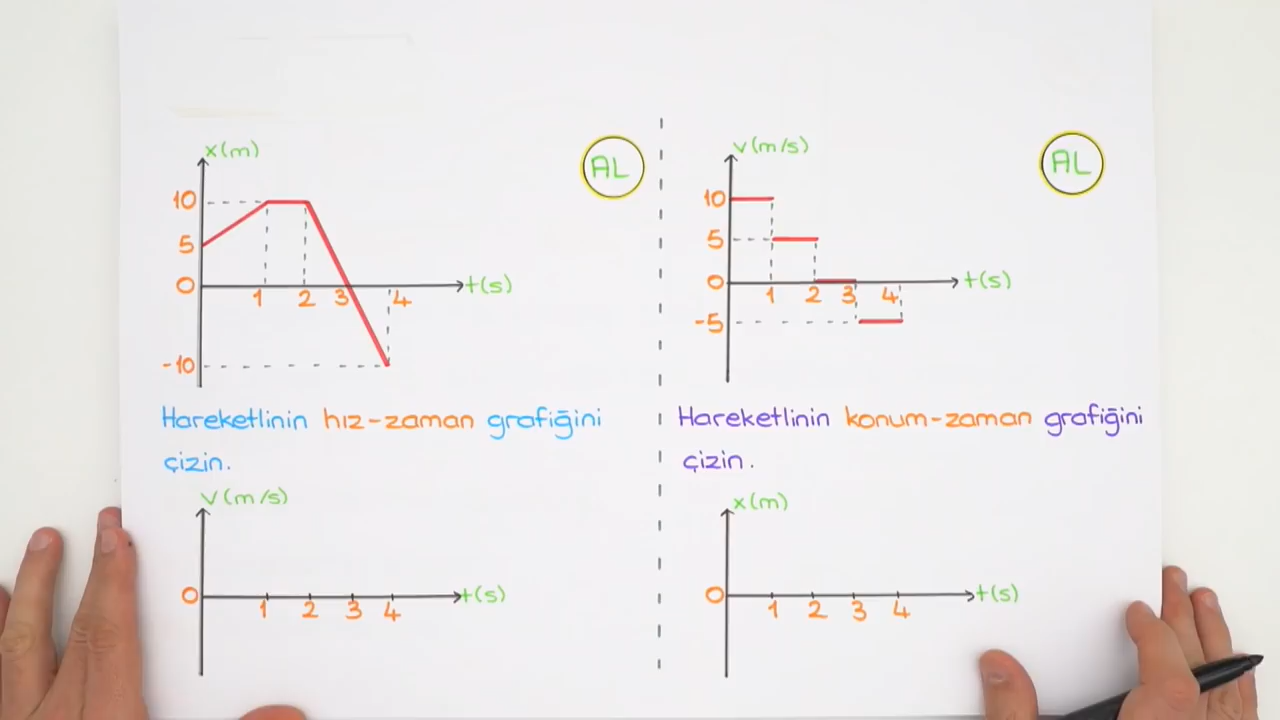 x(m)
AL
10
5
0
1 2 3 4 t(s)
-10
Hareketlinin hız-zaman grafiğini
çizin.
V(m/s)
0
1 2 3 4 t(s)
v(m/s)
AL
10
5
0
1 2 3 4 t(s)
-5
Hareketlinin konum-zaman grafiğini
çizin.
x(m)
0
1 2 3 4 t(s)